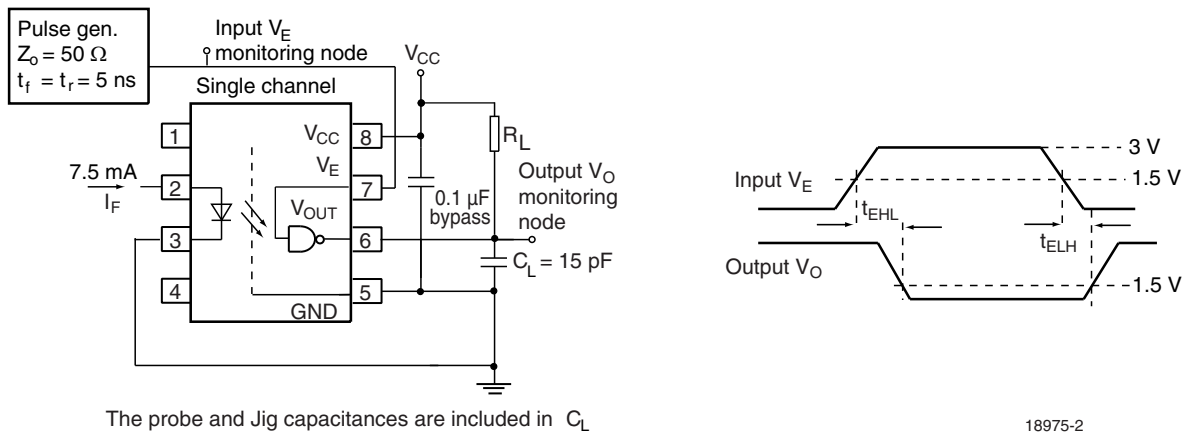 Pulse gen.
Zo = 50 Ω
tf = tr = 5 ns
Input VE
monitoring node
Single channel
VCC
1
2
3
4
VCC
8
VE
7
VOUT
6
5
GND
7.5 mA
IF
RL
0.1 µF
bypass
Output VO
monitoring
node
CL = 15 pF
The probe and Jig capacitances are included in CL
Input VE
3 V
1.5 V
tEHL
tELH
Output VO
1.5 V
18975-2